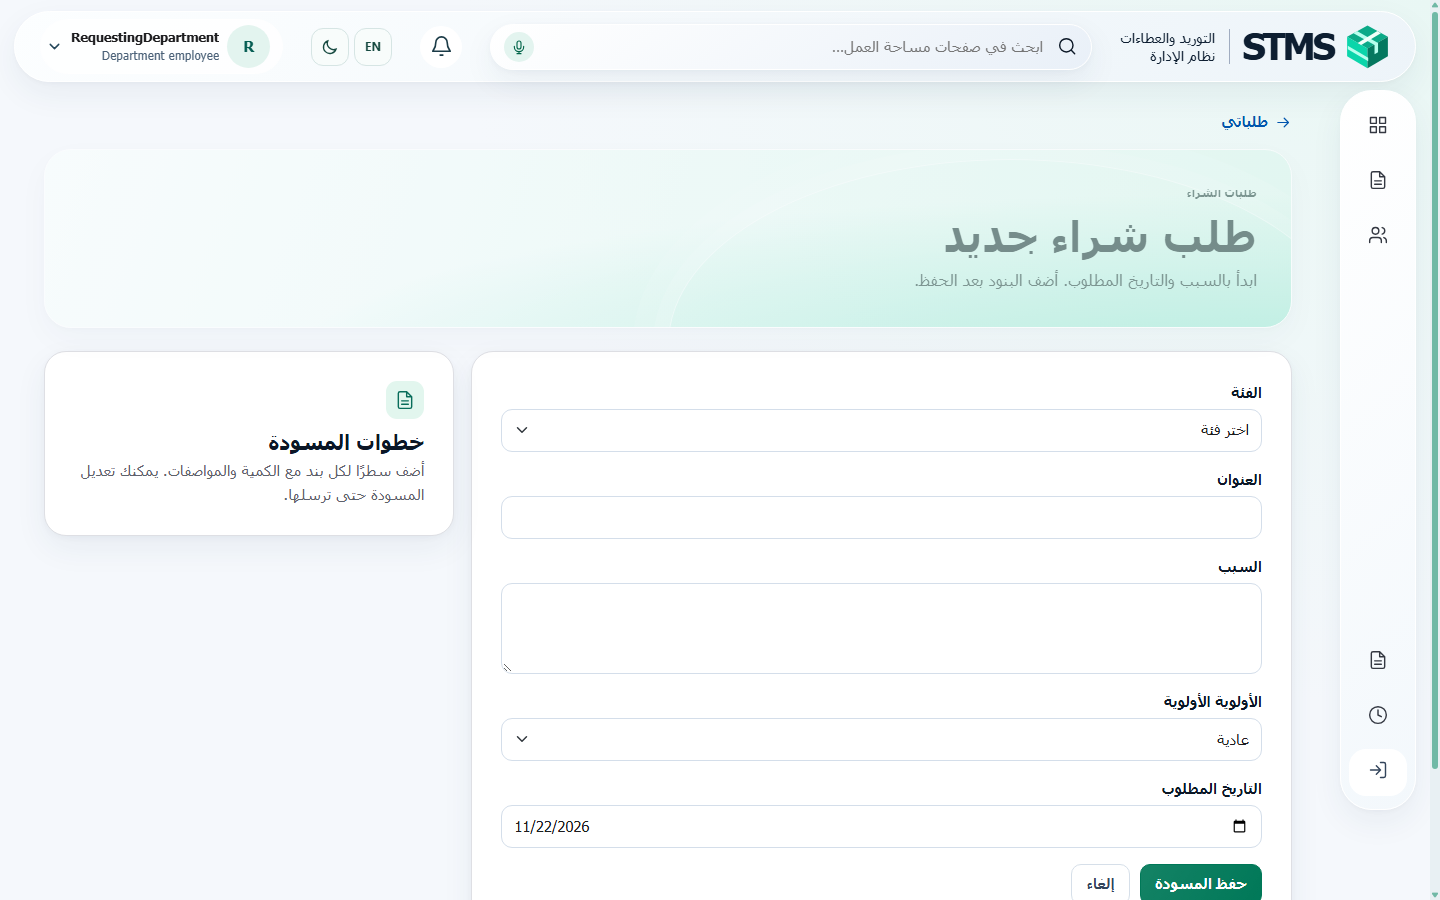 STMS
التوريد والعطاءات
نظام الإدارة
ابحث في صفحات مساحة العمل...
EN
R
RequestingDepartment
Department employee
طلباتي
طلبات الشراء
طلب شراء جديد
ابدأ بالسبب والتاريخ المطلوب. أضف البنود بعد الحفظ.
الفئة
اختر فئة
العنوان
السبب
الأولوية الأولوية
عادية
التاريخ المطلوب
11/22/2026
حفظ المسودة
إلغاء
خطوات المسودة
أضف سطرًا لكل بند مع الكمية والمواصفات. يمكنك تعديل
المسودة حتى ترسلها.